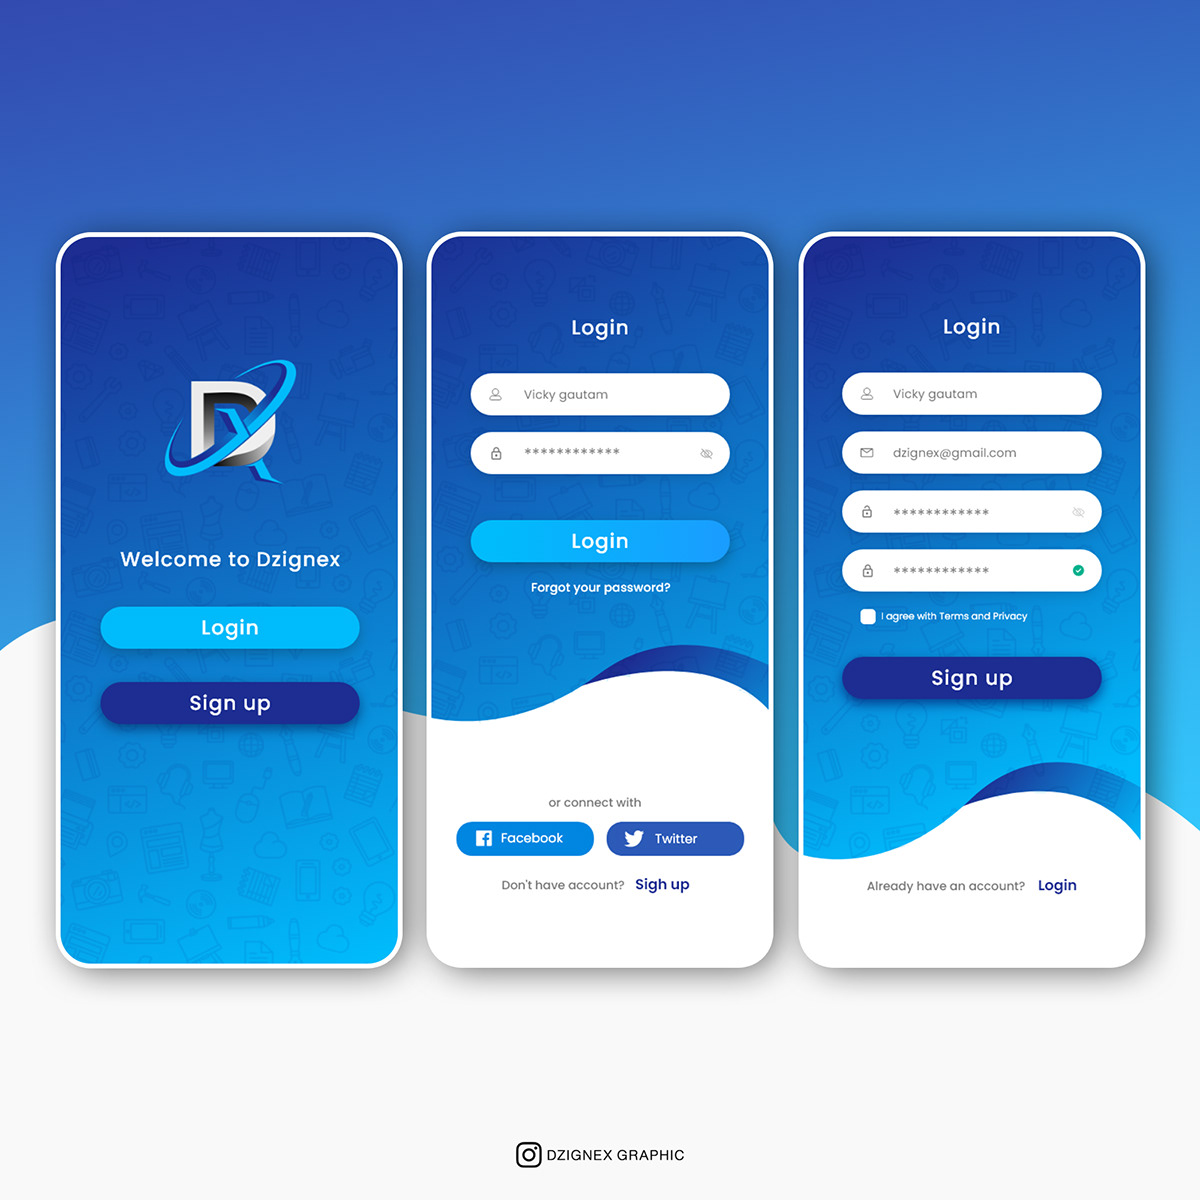 DX
Welcome to Dzignex
Login
Sign up
Login
Vicky gautam
************
Login
Forgot your password?
or connect with
Facebook
Twitter
Don't have account? Sigh up
Login
Vicky gautam
dzignex@gmail.com
************
************
I agree with Terms and Privacy
Sign up
Already have an account? Login
DZIGNEX GRAPHIC